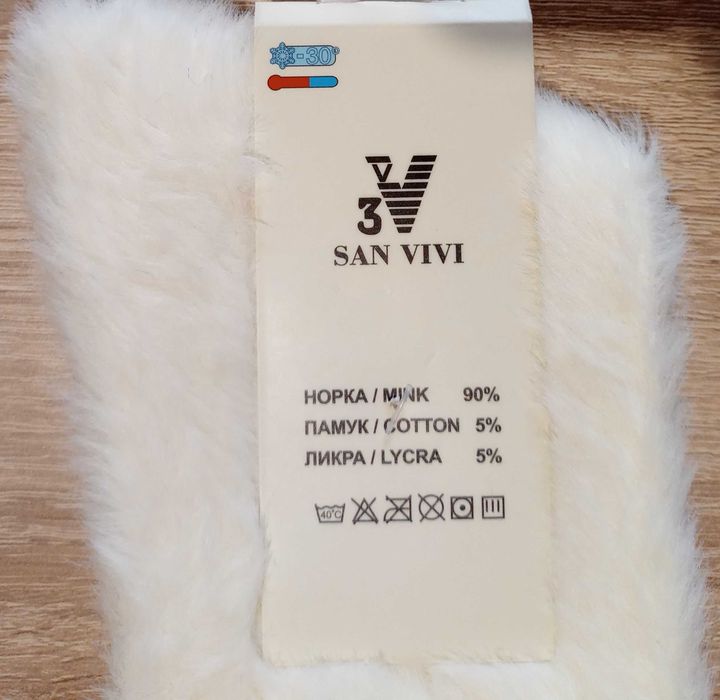 -30°
V
3V
SAN VIVI
НОРКА / MINK 90%
ПАМУК / COTTON 5%
ЛИКРА / LYCRA 5%
40°C